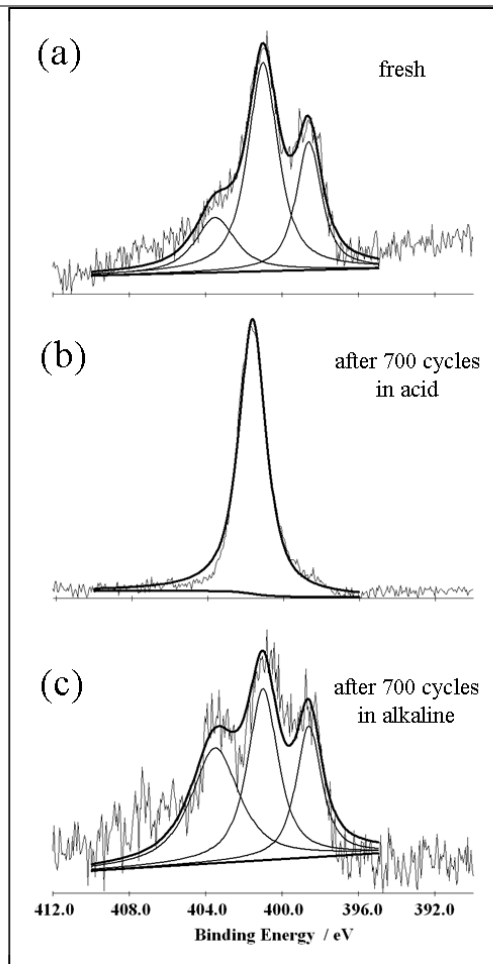 (a)
fresh
(b)
after 700 cycles
in acid
(c)
after 700 cycles
in alkaline
412.0 408.0 404.0 400.0 396.0 392.0
Binding Energy / eV